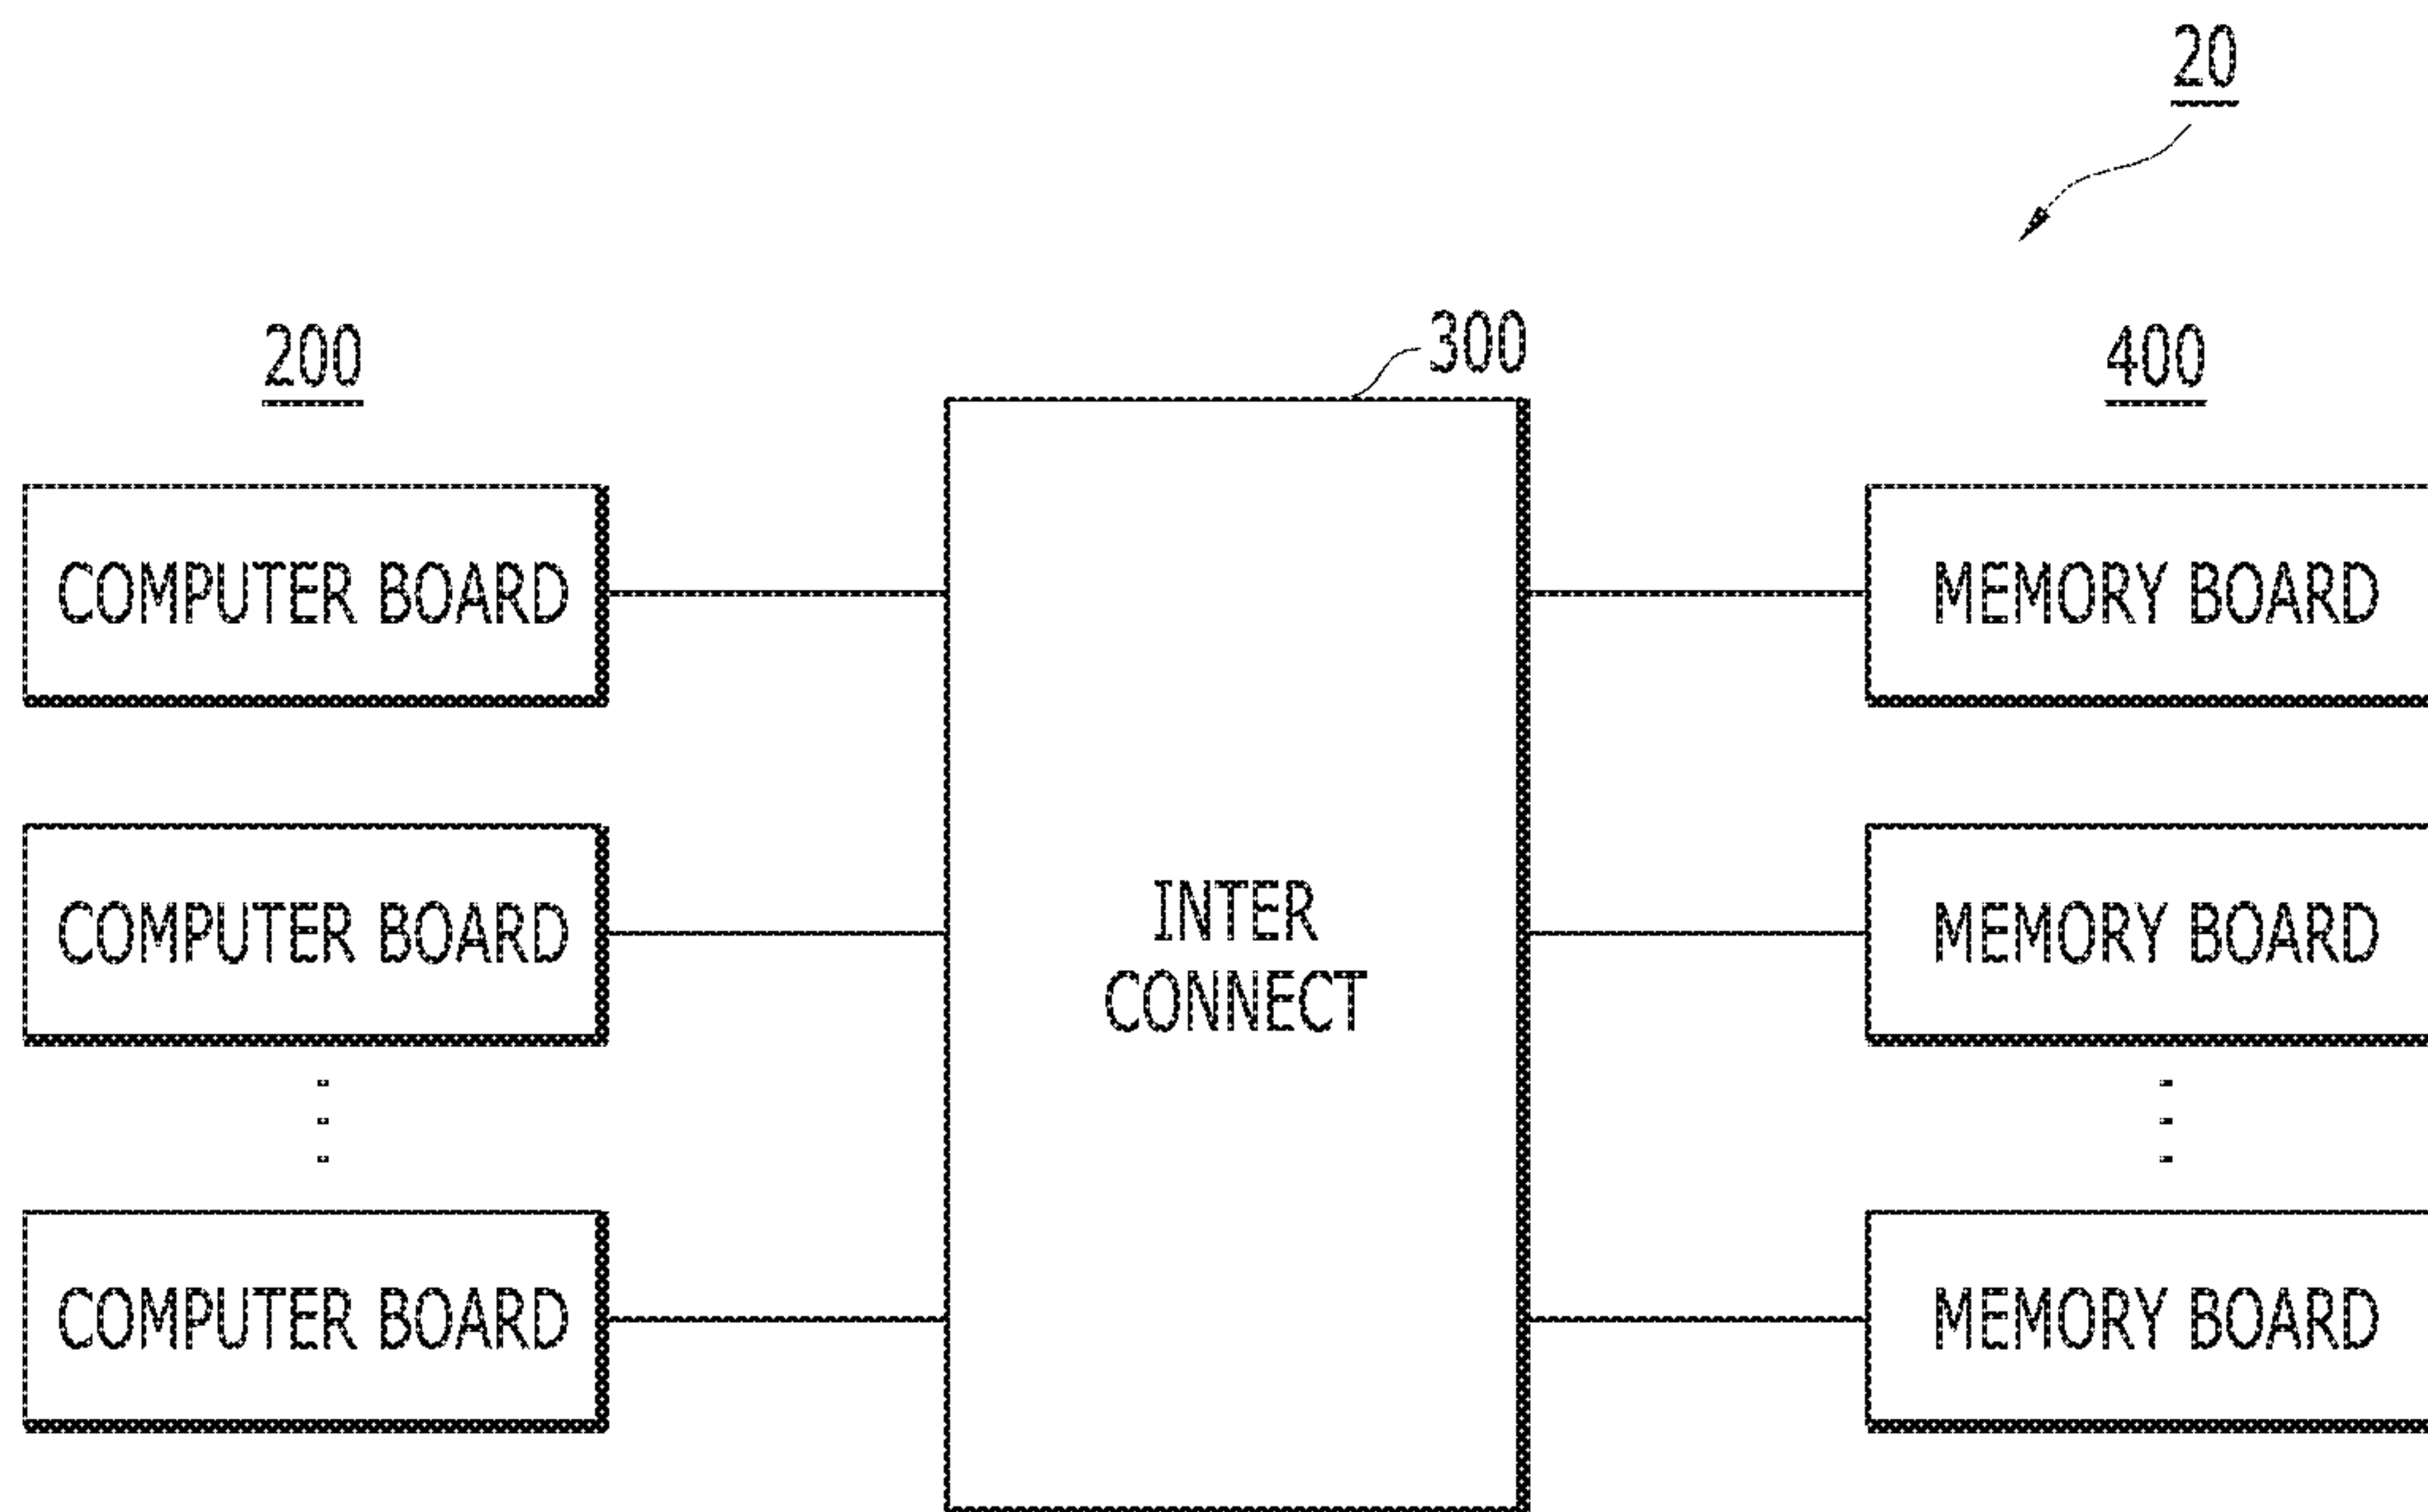 20
200
300
400
COMPUTER BOARD
MEMORY BOARD
COMPUTER BOARD
INTER
CONNECT
MEMORY BOARD
COMPUTER BOARD
MEMORY BOARD